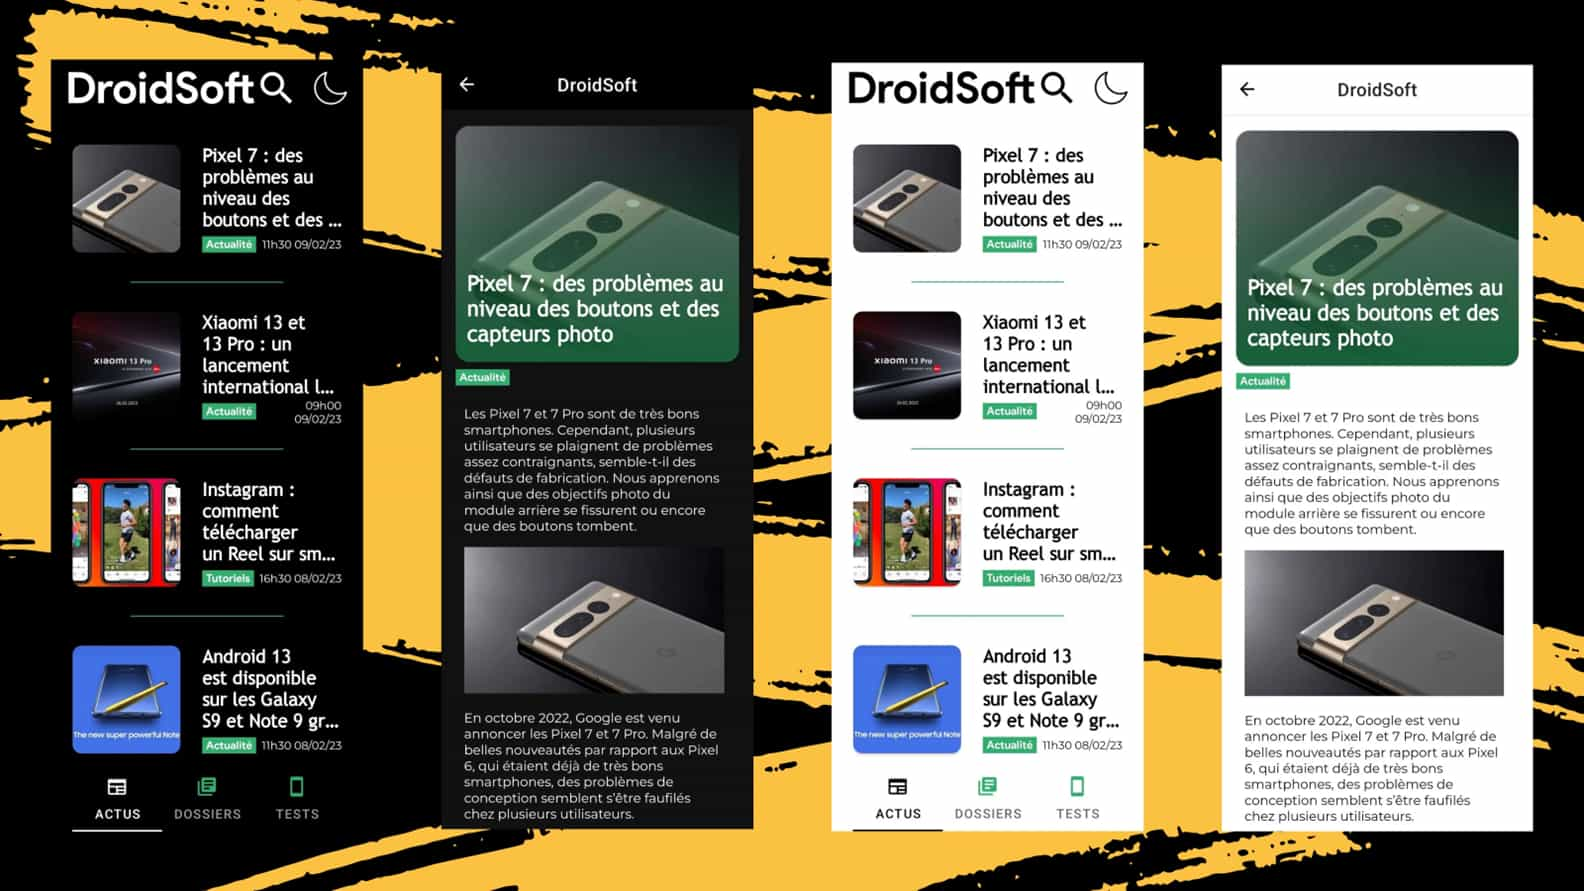 DroidSoft
Pixel 7 : des
problèmes au
niveau des
boutons et des ...
Actualité 11h30 09/02/23
XIAOMI 13 Pro
Xiaomi 13 et
13 Pro : un
lancement
international l...
Actualité
09h00
09/02/23
Instagram :
comment
télécharger
un Reel sur sm...
Tutoriels 16h30 08/02/23
The new super powerful Note
Android 13
est disponible
sur les Galaxy
S9 et Note 9 gr...
Actualité 11h30 08/02/23
ACTUS DOSSIERS TESTS
DroidSoft
Pixel 7 : des problèmes au
niveau des boutons et des
capteurs photo
Actualité
Les Pixel 7 et 7 Pro sont de très bons
smartphones. Cependant, plusieurs
utilisateurs se plaignent de problèmes
assez contraignants, semble-t-il des
défauts de fabrication. Nous apprenons
ainsi que des objectifs photo du
module arrière se fissurent ou encore
que des boutons tombent.
En octobre 2022, Google est venu
annoncer les Pixel 7 et 7 Pro. Malgré de
belles nouveautés par rapport aux Pixel
6, qui étaient déjà de très bons
smartphones, des problèmes de
conception semblent s'être faufilés
chez plusieurs utilisateurs.
DroidSoft
Pixel 7 : des
problèmes au
niveau des
boutons et des ...
Actualité 11h30 09/02/23
XIAOMI 13 Pro
Xiaomi 13 et
13 Pro : un
lancement
international l...
Actualité
09h00
09/02/23
Instagram :
comment
télécharger
un Reel sur sm...
Tutoriels 16h30 08/02/23
The new super powerful Note
Android 13
est disponible
sur les Galaxy
S9 et Note 9 gr...
Actualité 11h30 08/02/23
ACTUS DOSSIERS TESTS
DroidSoft
Pixel 7 : des problèmes au
niveau des boutons et des
capteurs photo
Actualité
Les Pixel 7 et 7 Pro sont de très bons
smartphones. Cependant, plusieurs
utilisateurs se plaignent de problèmes
assez contraignants, semble-t-il des
défauts de fabrication. Nous apprenons
ainsi que des objectifs photo du
module arrière se fissurent ou encore
que des boutons tombent.
En octobre 2022, Google est venu
annoncer les Pixel 7 et 7 Pro. Malgré de
belles nouveautés par rapport aux Pixel
6, qui étaient déjà de très bons
smartphones, des problèmes de
conception semblent s'être faufilés
chez plusieurs utilisateurs.